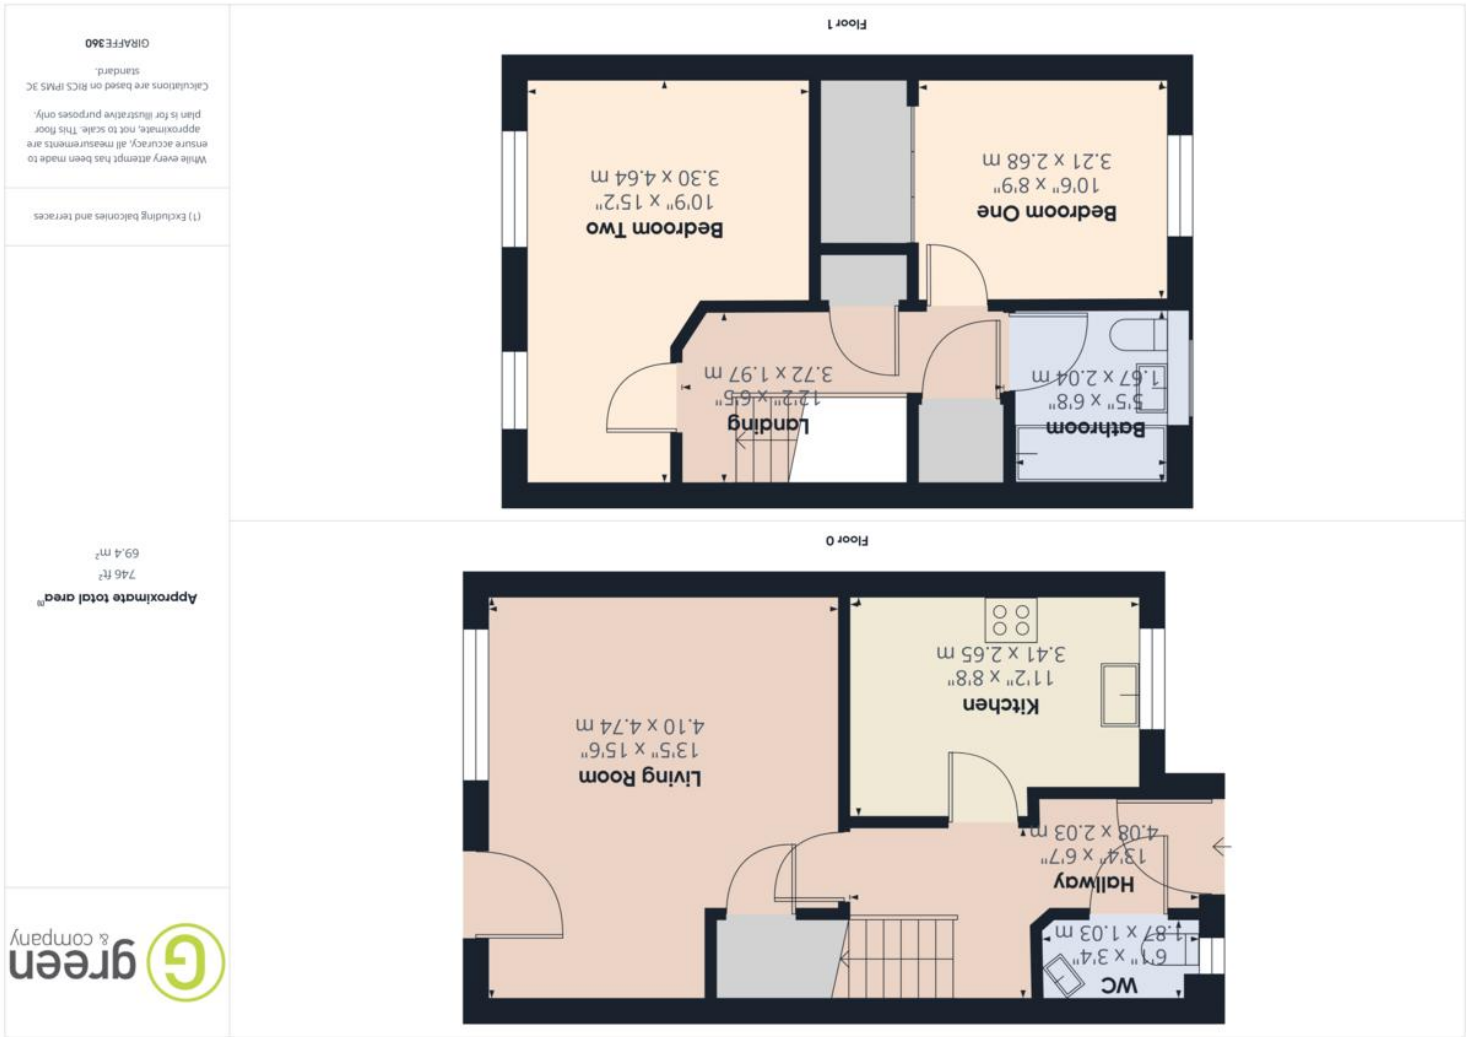 green
& company
G
Approximate total area(1)
746 ft²
69.4 m²
(1) Excluding balconies and terraces
While every attempt has been made to
ensure accuracy, all measurements are
approximate, not to scale. This floor
plan is for illustrative purposes only.
Calculations are based on RICS IPMS 3C
standard.
GIRAFFE360
WC
6'1" x 3'4"
1.87 x 1.03 m
Hallway
13'4" x 6'7"
4.08 x 2.03 m
Living Room
13'5" x 15'6"
4.10 x 4.74 m
Kitchen
11'2" x 8'8"
3.41 x 2.65 m
Floor 0
Bathroom
5'5" x 6'8"
1.67 x 2.04 m
Landing
12'2" x 6'5"
3.72 x 1.97 m
Bedroom Two
10'9" x 15'2"
3.30 x 4.64 m
Bedroom One
10'6" x 8'9"
3.21 x 2.68 m
Floor 1